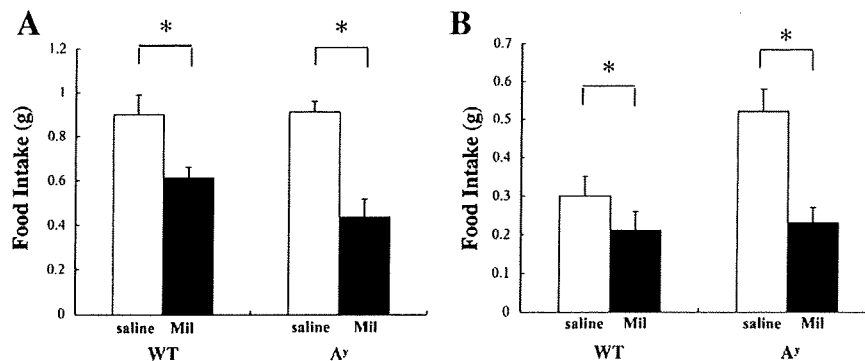 A
Food Intake (g)
1.2
1
0.8
0.6
0.4
0.2
0
*
*
saline Mil saline Mil
WT Aʸ
B
Food Intake (g)
0.7
0.6
0.5
0.4
0.3
0.2
0.1
0
*
*
saline Mil saline Mil
WT Aʸ